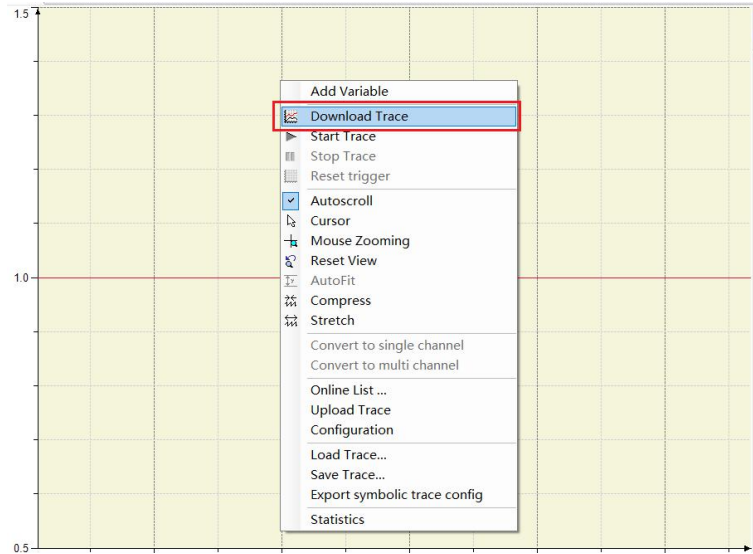 1.5
Add Variable
Download Trace
Start Trace
Stop Trace
Reset trigger
Autoscroll
Cursor
Mouse Zooming
Reset View
AutoFit
1.0
Compress
Stretch
Convert to single channel
Convert to multi channel
Online List ...
Upload Trace
Configuration
Load Trace...
Save Trace...
Export symbolic trace config
Statistics
0.5